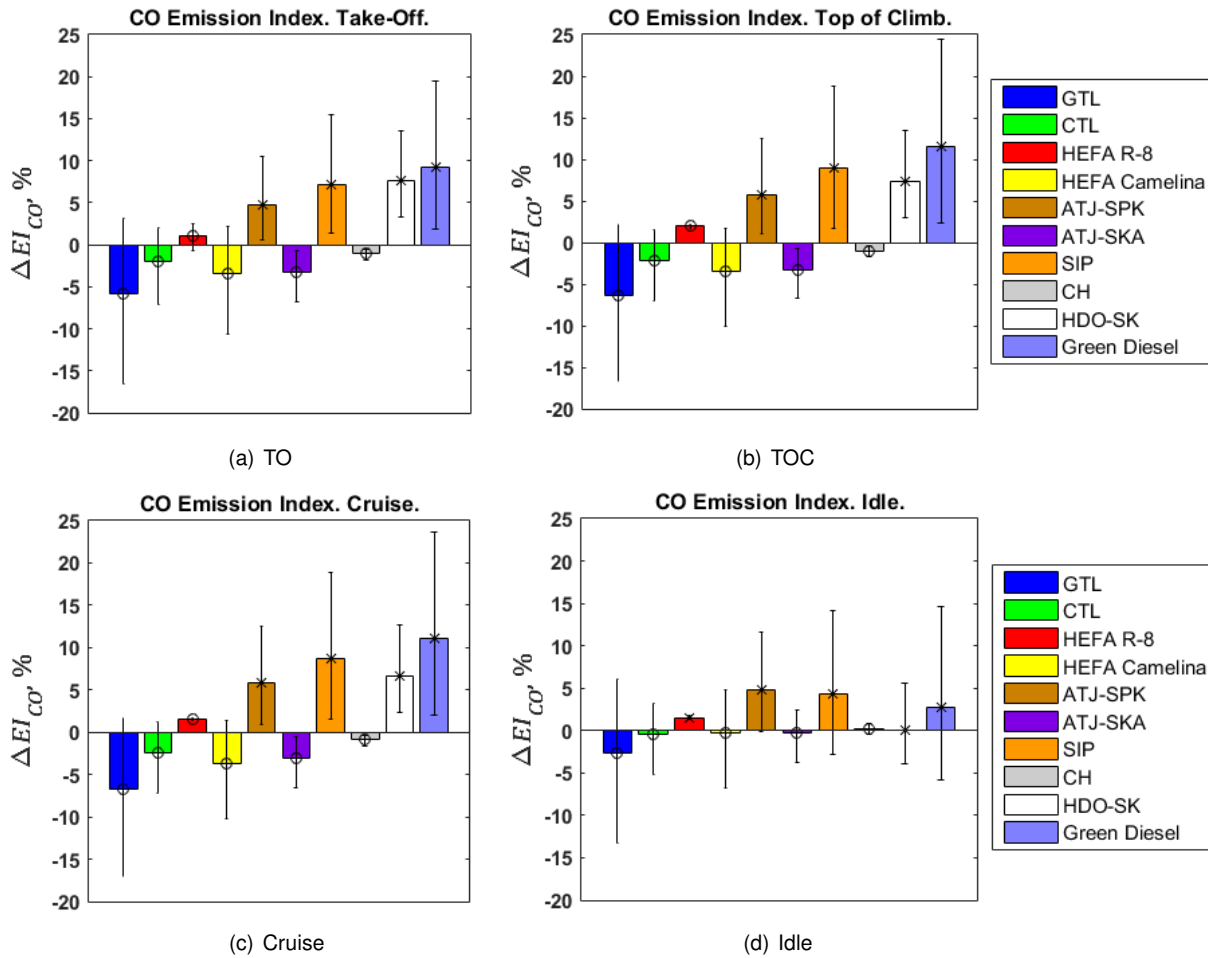 CO Emission Index. Take-Off.
25
20
15
10
5
0
-5
-10
-15
-20
ΔEI_CO, %
(a) TO
CO Emission Index. Top of Climb.
25
20
15
10
5
0
-5
-10
-15
-20
ΔEI_CO, %
(b) TOC
GTL
CTL
HEFA R-8
HEFA Camelina
ATJ-SPK
ATJ-SKA
SIP
CH
HDO-SK
Green Diesel
CO Emission Index. Cruise.
25
20
15
10
5
0
-5
-10
-15
-20
ΔEI_CO, %
(c) Cruise
CO Emission Index. Idle.
25
20
15
10
5
0
-5
-10
-15
-20
ΔEI_CO, %
(d) Idle
GTL
CTL
HEFA R-8
HEFA Camelina
ATJ-SPK
ATJ-SKA
SIP
CH
HDO-SK
Green Diesel